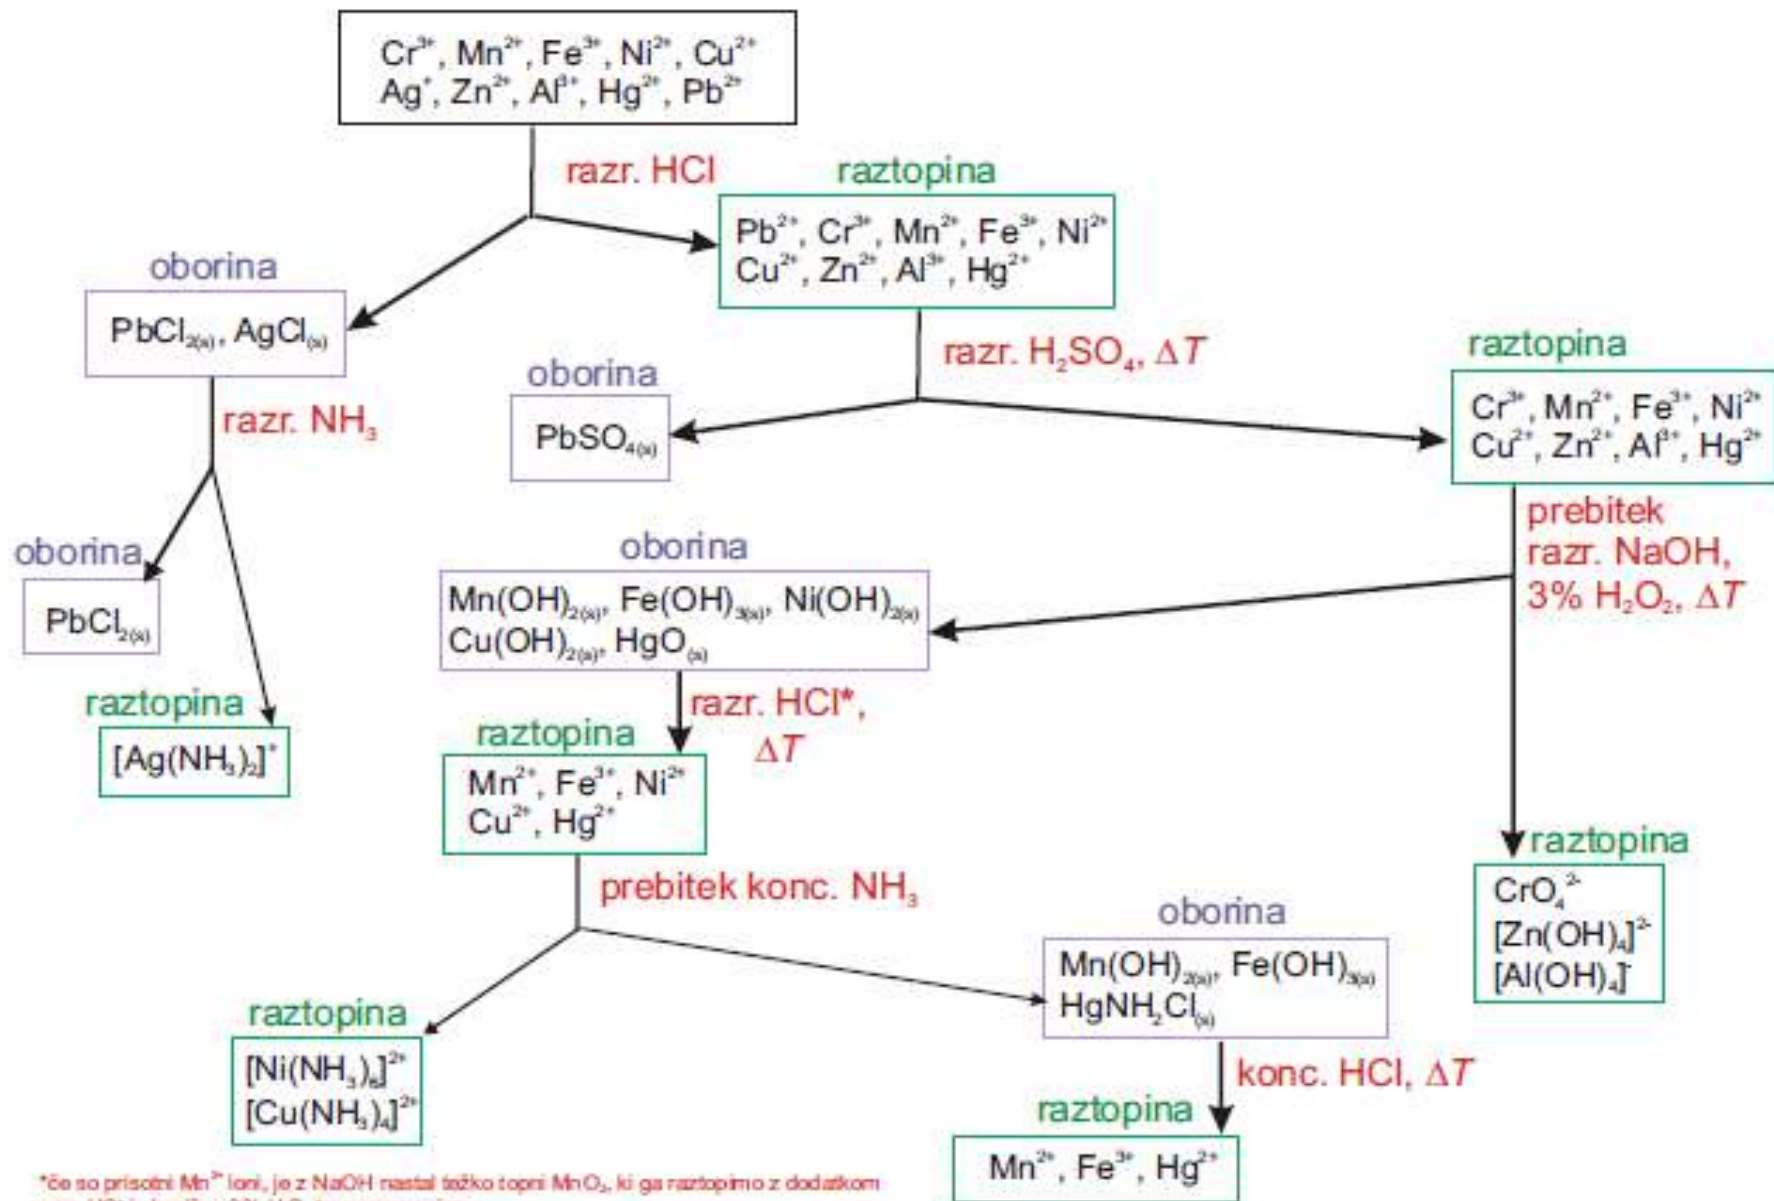 Cr³⁺, Mn²⁺, Fe³⁺, Ni²⁺, Cu²⁺
Ag⁺, Zn²⁺, Al³⁺, Hg²⁺, Pb²⁺
razr. HCl
raztopina
Pb²⁺, Cr³⁺, Mn²⁺, Fe³⁺, Ni²⁺
Cu²⁺, Zn²⁺, Al³⁺, Hg²⁺
oborina
PbCl₂₍ₛ₎, AgCl₍ₛ₎
razr. NH₃
oborina
PbCl₂₍ₛ₎
raztopina
[Ag(NH₃)₂]⁺
razr. H₂SO₄, ΔT
oborina
PbSO₄₍ₛ₎
raztopina
Cr³⁺, Mn²⁺, Fe³⁺, Ni²⁺
Cu²⁺, Zn²⁺, Al³⁺, Hg²⁺
prebitek
razr. NaOH,
3% H₂O₂, ΔT
oborina
Mn(OH)₂₍ₛ₎, Fe(OH)₃₍ₛ₎, Ni(OH)₂₍ₛ₎
Cu(OH)₂₍ₛ₎, HgO₍ₛ₎
razr. HCl*,
ΔT
raztopina
Mn²⁺, Fe³⁺, Ni²⁺
Cu²⁺, Hg²⁺
prebitek konc. NH₃
raztopina
[Ni(NH₃)₆]²⁺
[Cu(NH₃)₄]²⁺
oborina
Mn(OH)₂₍ₛ₎, Fe(OH)₃₍ₛ₎
HgNH₂Cl₍ₛ₎
konc. HCl, ΔT
raztopina
Mn²⁺, Fe³⁺, Hg²⁺
raztopina
CrO₄²⁻
[Zn(OH)₄]²⁻
[Al(OH)₄]⁻
*če so prisotni Mn²⁺ ioni, je z NaOH nastal težko topni MnO₂, ki ga raztopimo z dodatkom